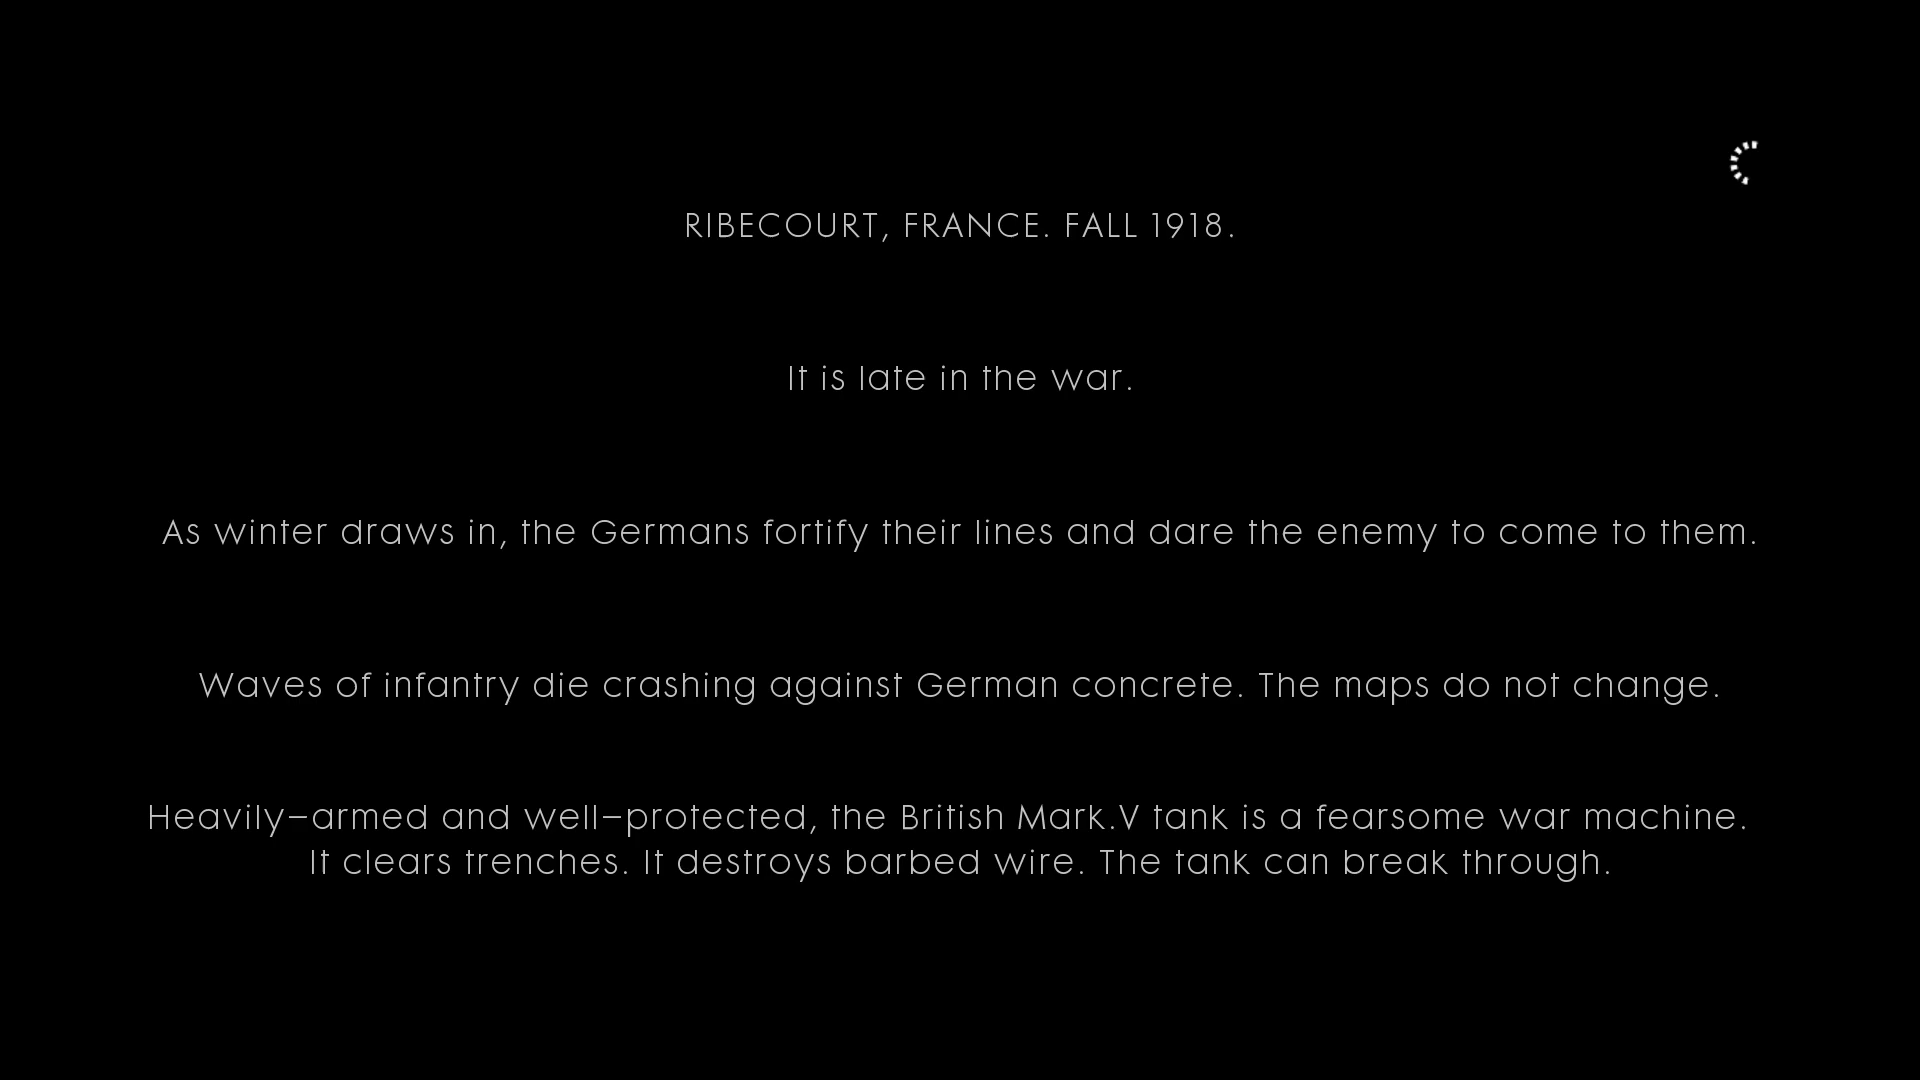 RIBECOURT, FRANCE. FALL 1918.
It is late in the war.
As winter draws in, the Germans fortify their lines and dare the enemy to come to them.
Waves of infantry die crashing against German concrete. The maps do not change.
Heavily-armed and well-protected, the British Mark.V tank is a fearsome war machine.
It clears trenches. It destroys barbed wire. The tank can break through.